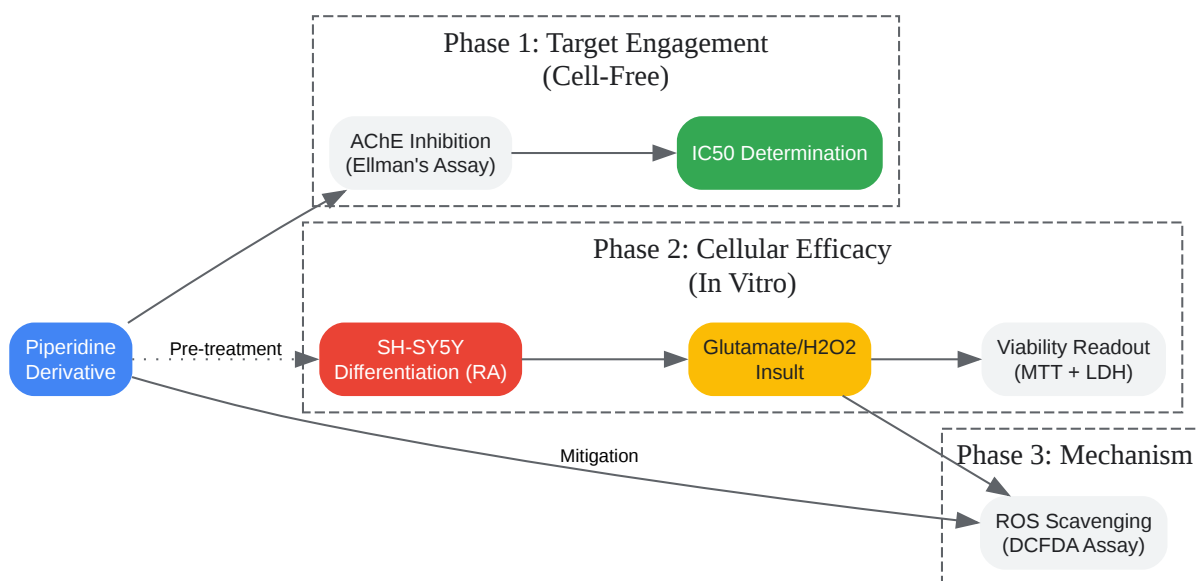 Phase 1: Target Engagement
(Cell-Free)
AChE Inhibition
(Ellman's Assay)
IC50 Determination
Phase 2: Cellular Efficacy
(In Vitro)
Piperidine
Derivative
Pre-treatment
SH-SY5Y
Differentiation (RA)
Glutamate/H2O2
Insult
Viability Readout
(MTT + LDH)
Mitigation
Phase 3: Mechanism
ROS Scavenging
(DCFDA Assay)